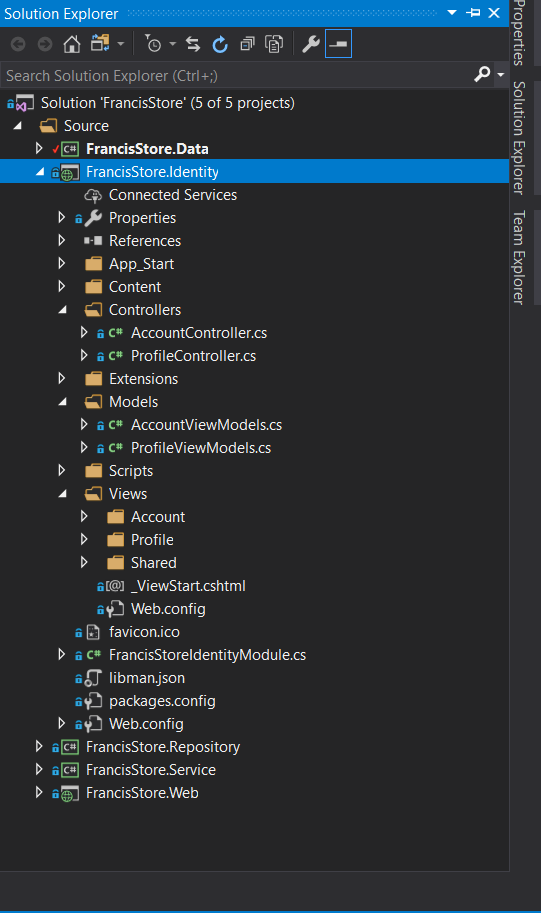 Solution Explorer
Search Solution Explorer (Ctrl+;)
Solution 'FrancisStore' (5 of 5 projects)
Source
C# FrancisStore.Data
FrancisStore.Identity
Connected Services
Properties
References
App_Start
Content
Controllers
C# AccountController.cs
C# ProfileController.cs
Extensions
Models
C# AccountViewModels.cs
C# ProfileViewModels.cs
Scripts
Views
Account
Profile
Shared
[@] _ViewStart.cshtml
Web.config
favicon.ico
C# FrancisStoreIdentityModule.cs
libman.json
packages.config
Web.config
C# FrancisStore.Repository
C# FrancisStore.Service
FrancisStore.Web
Properties
Solution Explorer
Team Explorer